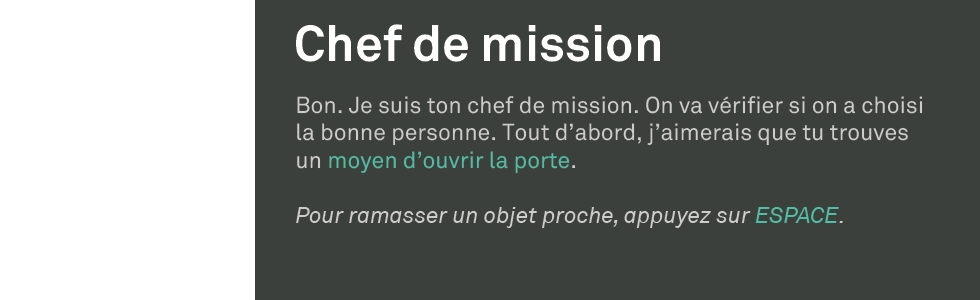 Chef de mission
Bon. Je suis ton chef de mission. On va vérifier si on a choisi
la bonne personne. Tout d'abord, j'aimerais que tu trouves
un moyen d'ouvrir la porte.
Pour ramasser un objet proche, appuyez sur ESPACE.